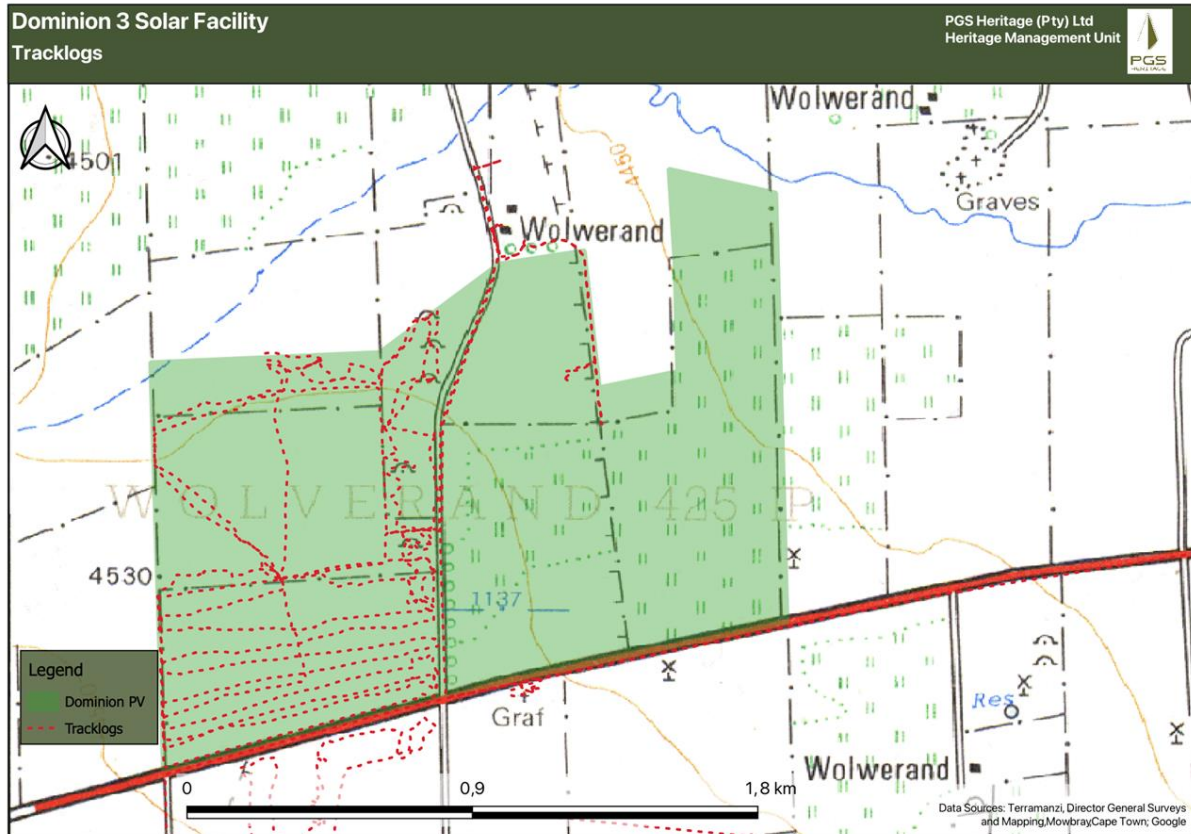 Dominion 3 Solar Facility
Tracklogs
PGS Heritage (Pty) Ltd
Heritage Management Unit
PGS
HERITAGE
4501
Wolwerand
4450
Graves
Wolwerand
WOLVERAND 425 IP
4530
1137
Legend
Dominion PV
Tracklogs
Graf
Res
Wolwerand
0
0,9
1,8 km
Data Sources: Terramanzi, Director General Surveys
and Mapping,Mowbray,Cape Town; Google